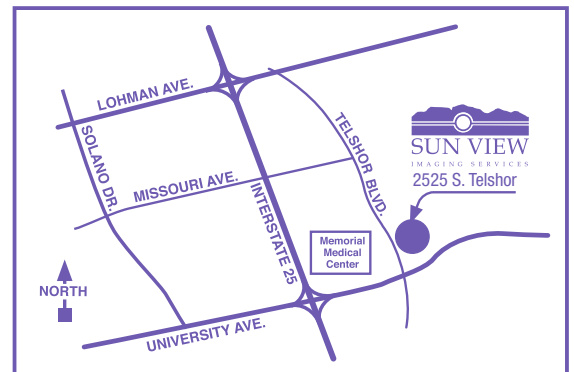 LOHMAN AVE.
SOLANO DR.
MISSOURI AVE.
INTERSTATE 25
TELSHOR BLVD.
SUN VIEW
IMAGING SERVICES
2525 S. Telshor
Memorial
Medical
Center
NORTH
UNIVERSITY AVE.